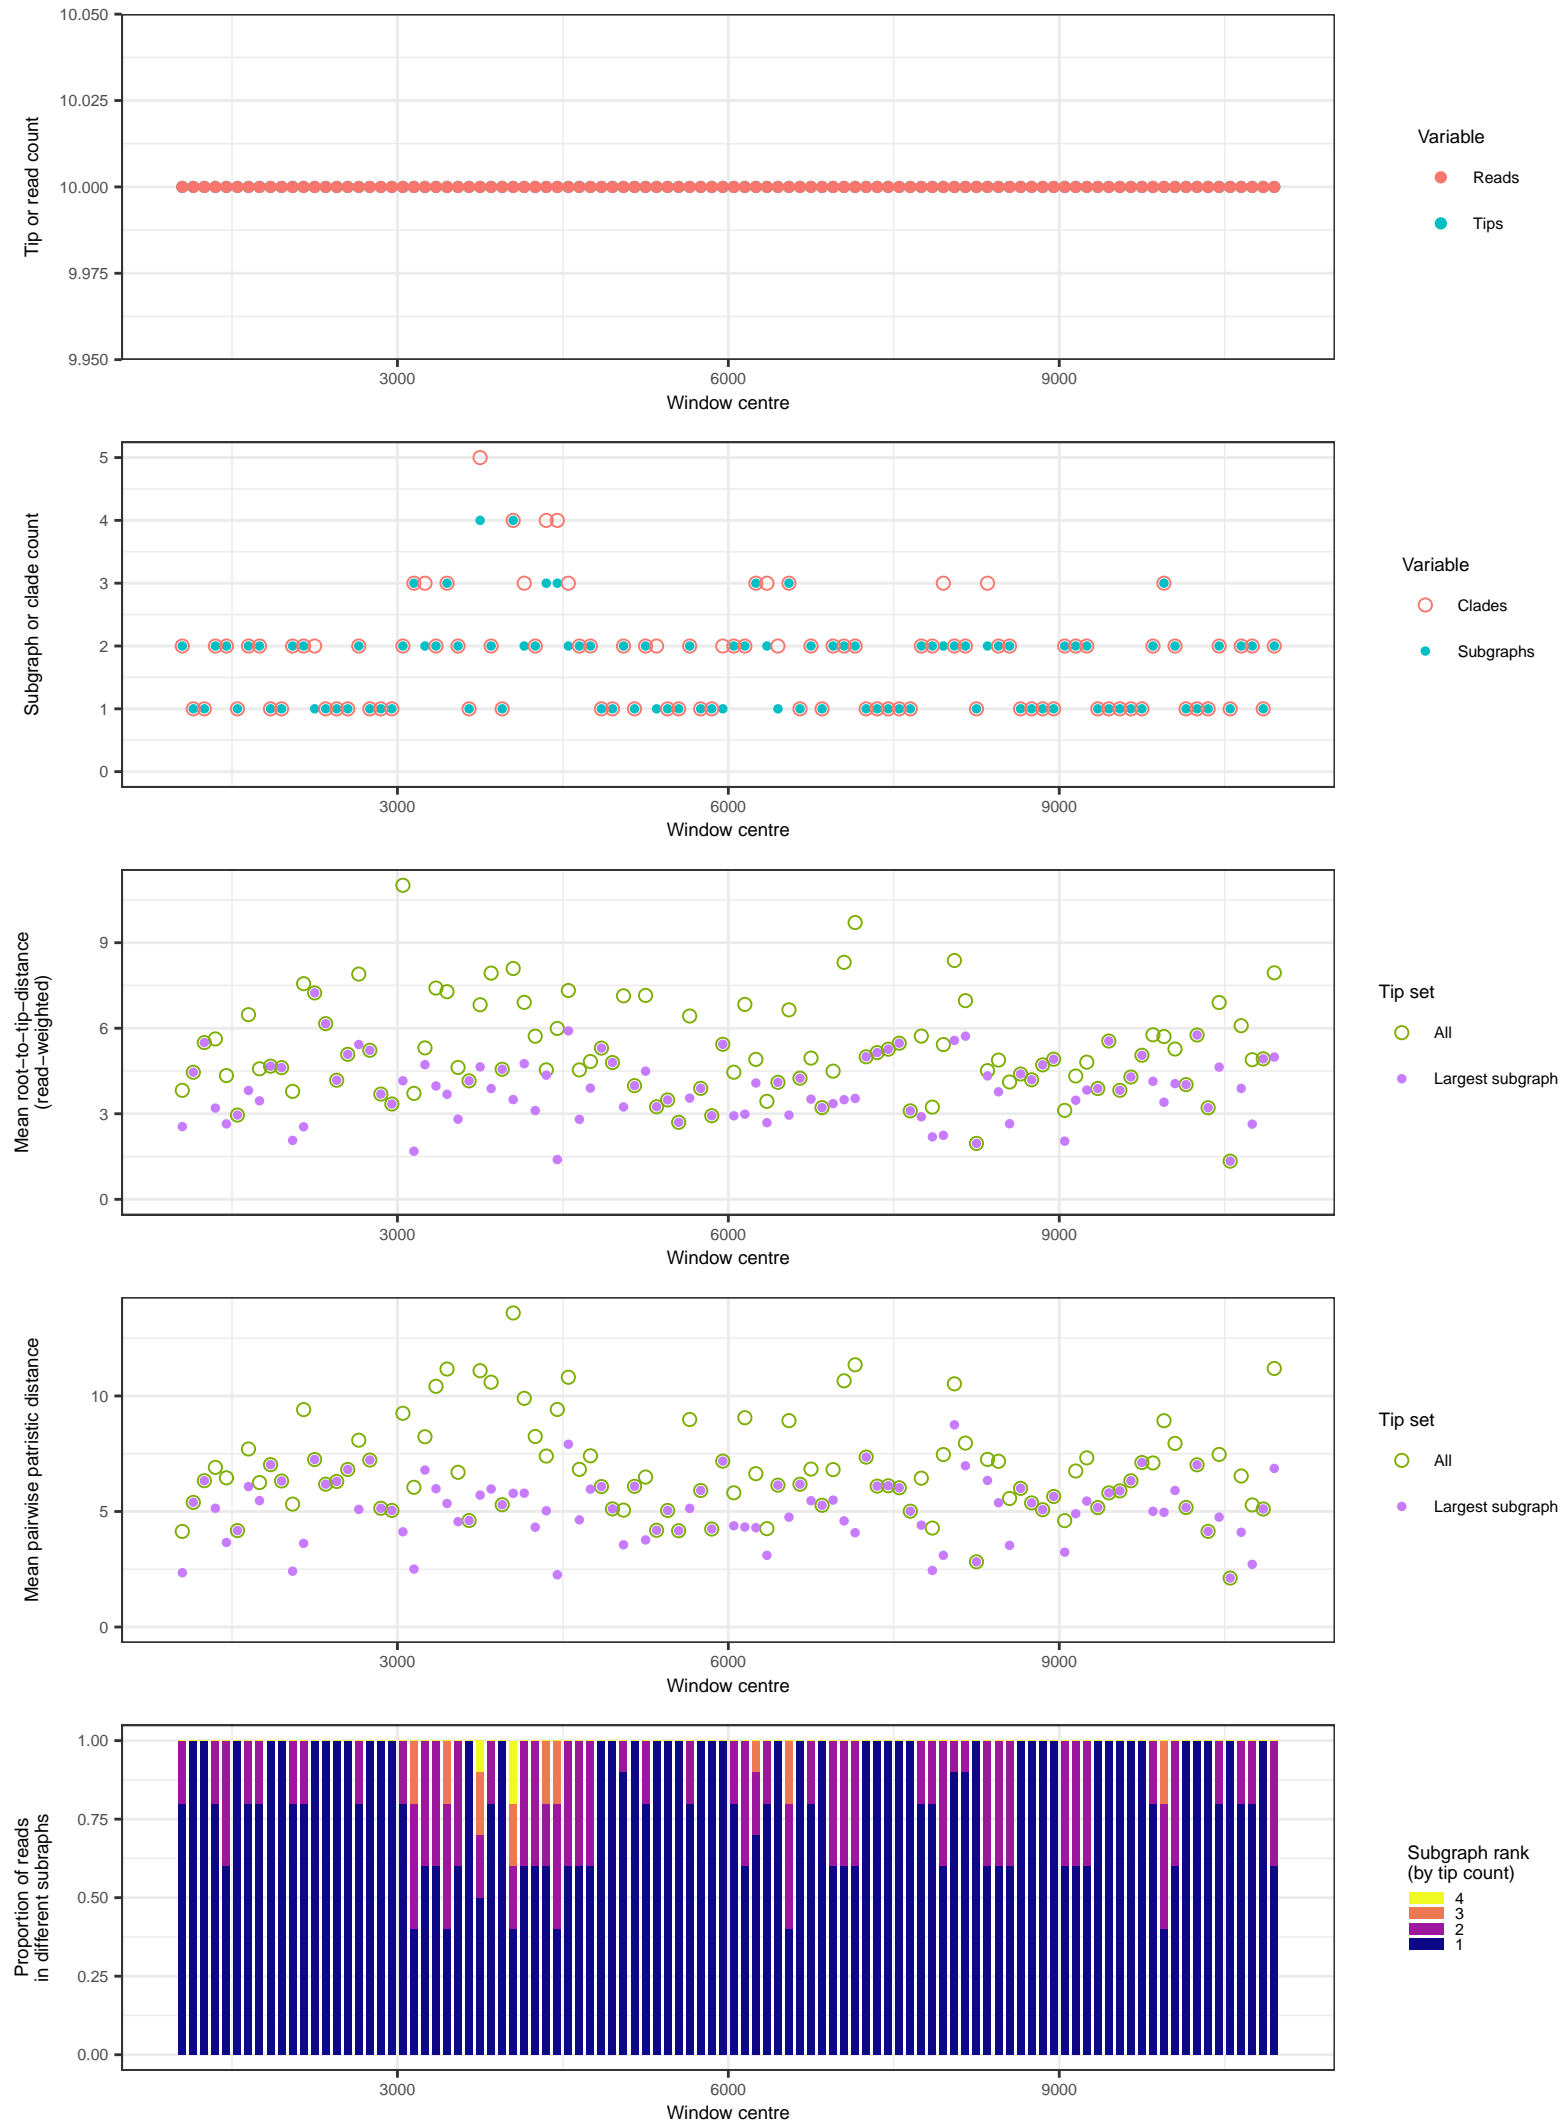 10.050
10.025
10.000
9.975
9.950
Tip or read count
3000 6000 9000
Window centre
Variable
Reads
Tips
5
4
3
2
1
0
Subgraph or clade count
3000 6000 9000
Window centre
Variable
Clades
Subgraphs
9
6
3
0
Mean root−to−tip−distance
(read−weighted)
3000 6000 9000
Window centre
Tip set
All
Largest subgraph
10
5
0
Mean pairwise patristic distance
3000 6000 9000
Window centre
Tip set
All
Largest subgraph
1.00
0.75
0.50
0.25
0.00
Proportion of reads
in different subraphs
3000 6000 9000
Window centre
Subgraph rank
(by tip count)
4
3
2
1